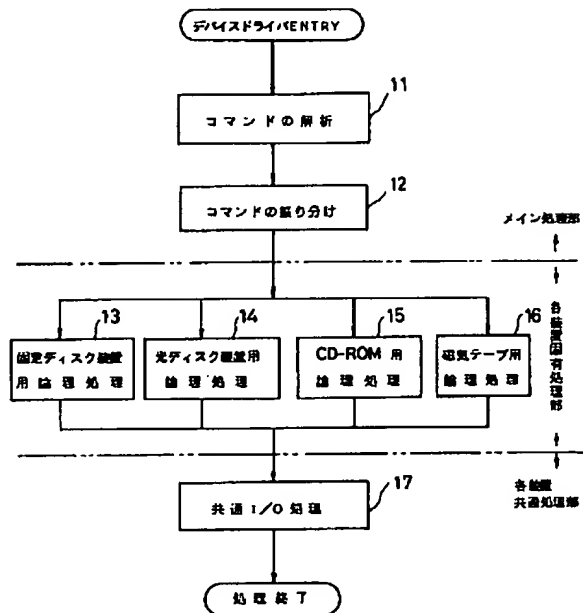 デバイスドライバENTRY
11
コマンドの解析
12
コマンドの振り分け
メイン処理部
13
固定ディスク装置
用論理処理
14
光ディスク装置用
論理処理
15
CD-ROM 用
論理処理
16
磁気テープ用
論理処理
各装置固有処理部
17
共通I/O処理
各装置
共通処理部
処理終了